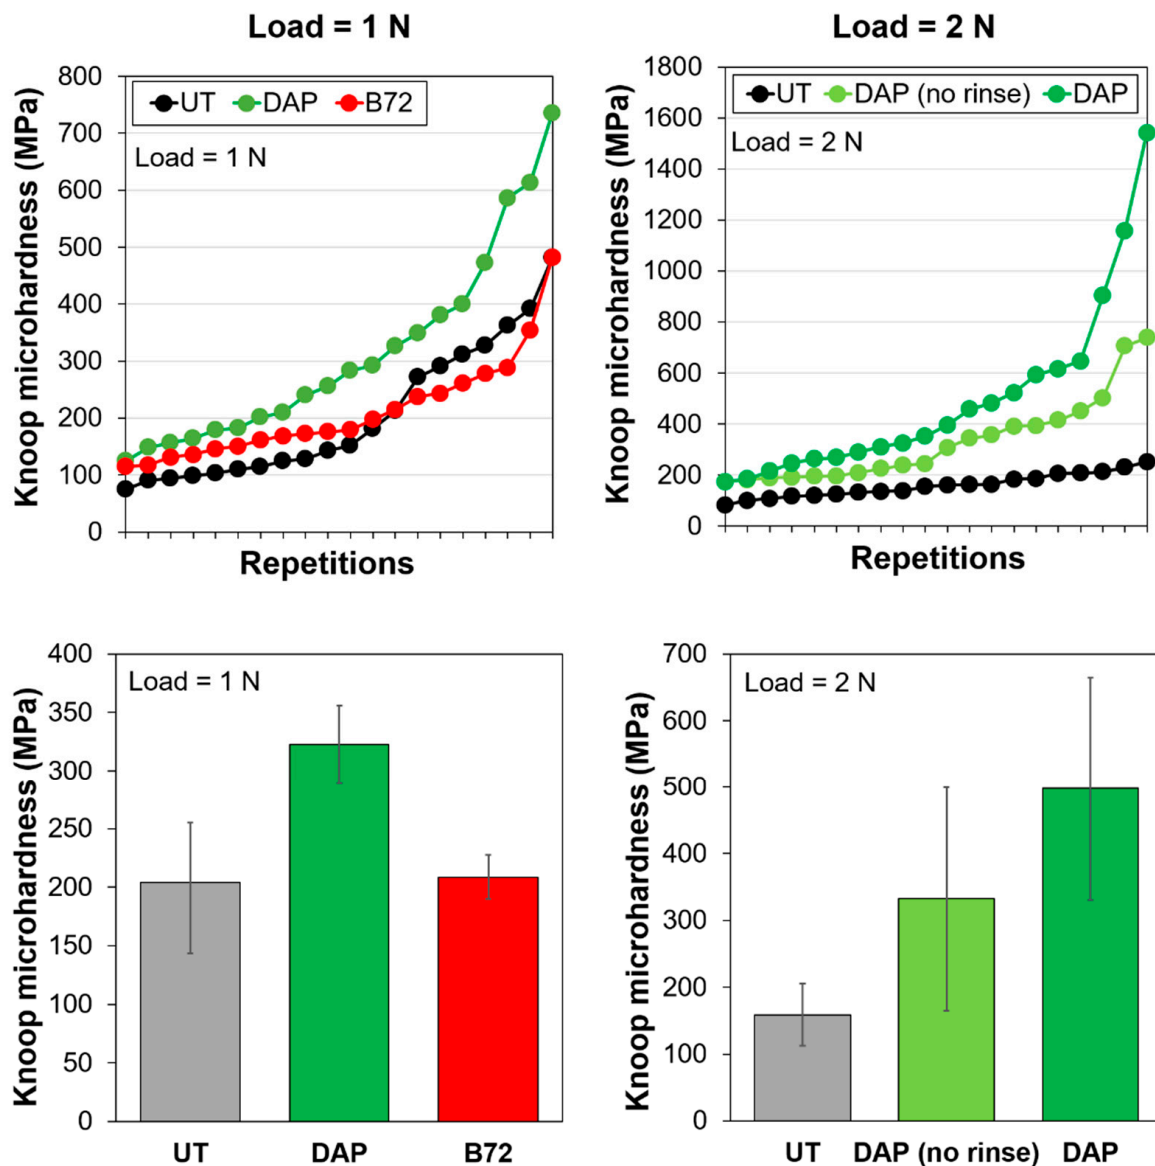 Load = 1 N
Knoop microhardness (MPa)
800
700
600
500
400
300
200
100
0
UT DAP B72
Load = 1 N
Repetitions
Load = 2 N
Knoop microhardness (MPa)
1800
1600
1400
1200
1000
800
600
400
200
0
UT DAP (no rinse) DAP
Load = 2 N
Repetitions
Knoop microhardness (MPa)
400
350
300
250
200
150
100
50
0
Load = 1 N
UT DAP B72
Knoop microhardness (MPa)
700
600
500
400
300
200
100
0
Load = 2 N
UT DAP (no rinse) DAP